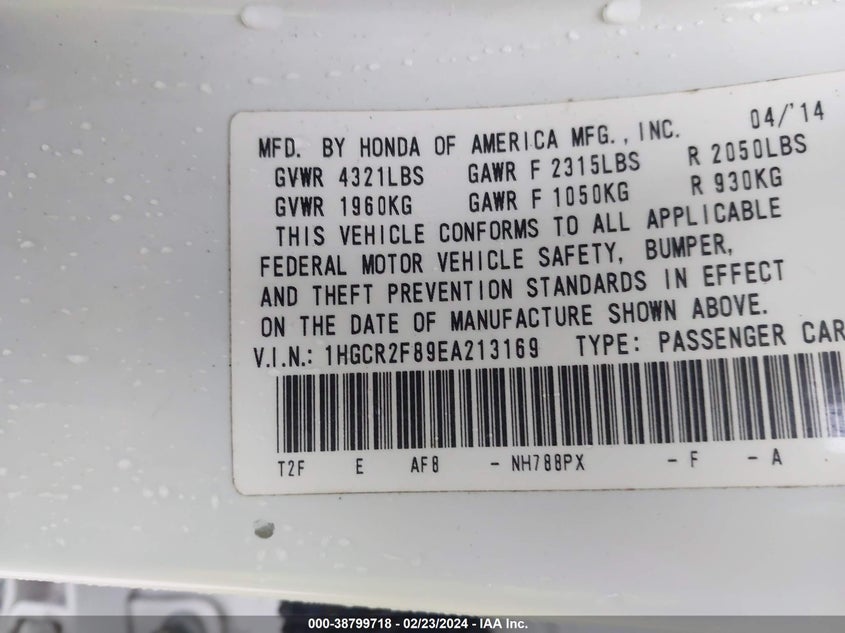 04/'14
MFD. BY HONDA OF AMERICA MFG., INC.
GVWR 4321LBS GAWR F 2315LBS R 2050LBS
GVWR 1960KG GAWR F 1050KG R 930KG
THIS VEHICLE CONFORMS TO ALL APPLICABLE
FEDERAL MOTOR VEHICLE SAFETY, BUMPER,
AND THEFT PREVENTION STANDARDS IN EFFECT
ON THE DATE OF MANUFACTURE SHOWN ABOVE.
V.I.N.: 1HGCR2F89EA213169 TYPE: PASSENGER CAR
T2F E AF8 - NH788PX - F - A
000-38799718 - 02/23/2024 - IAA Inc.